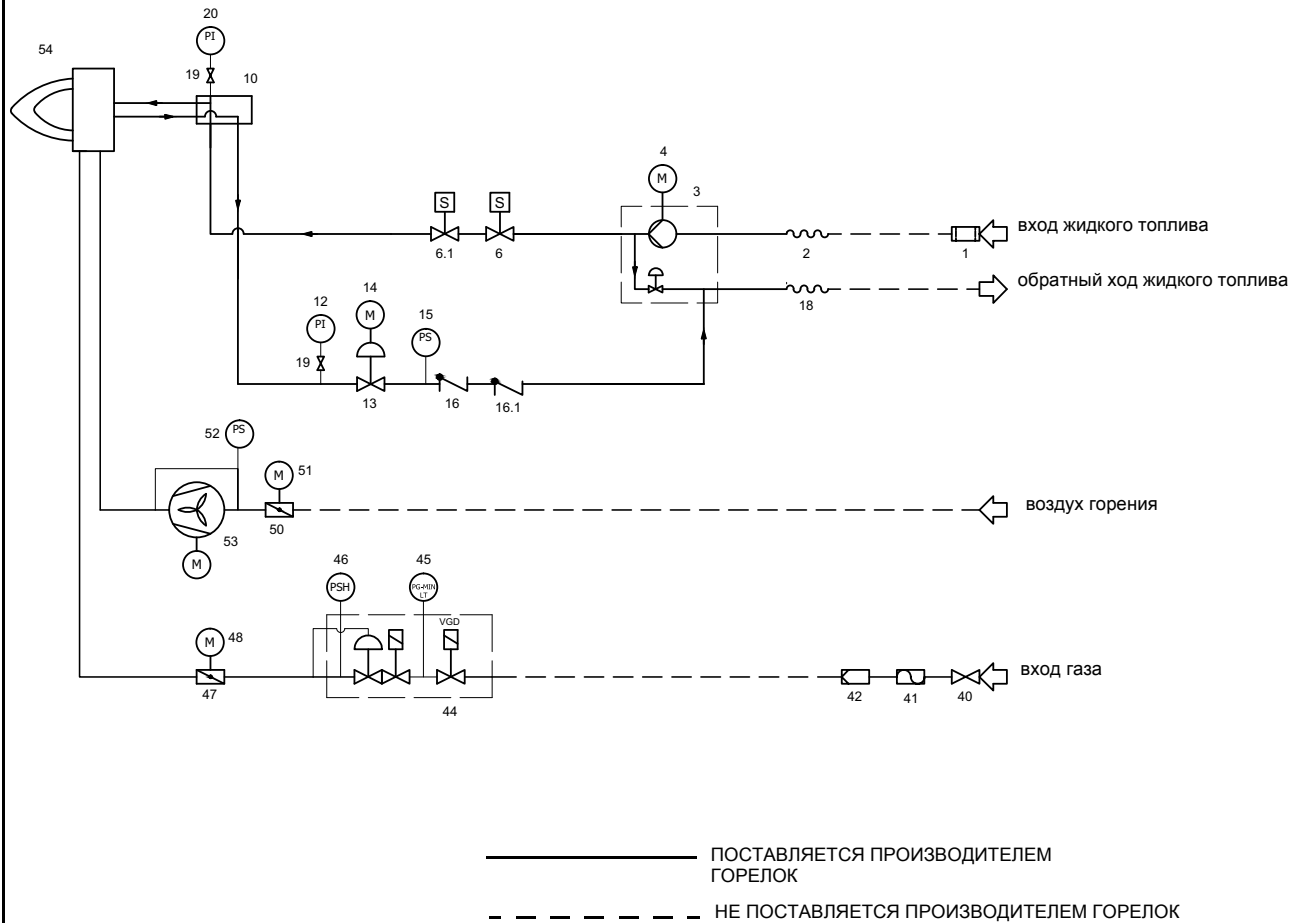 20
PI
54
19
10
4
M
3
S
S
вход жидкого топлива
6.1
6
2
1
обратный ход жидкого топлива
14
12
M
15
18
PI
PS
19
13
16
16.1
52
PS
M
51
воздух горения
50
53
M
46
45
PSH
PG-MIN
LT
VGD
M
48
вход газа
47
44
42
41
40
ПОСТАВЛЯЕТСЯ ПРОИЗВОДИТЕЛЕМ
ГОРЕЛОК
НЕ ПОСТАВЛЯЕТСЯ ПРОИЗВОДИТЕЛЕМ ГОРЕЛОК